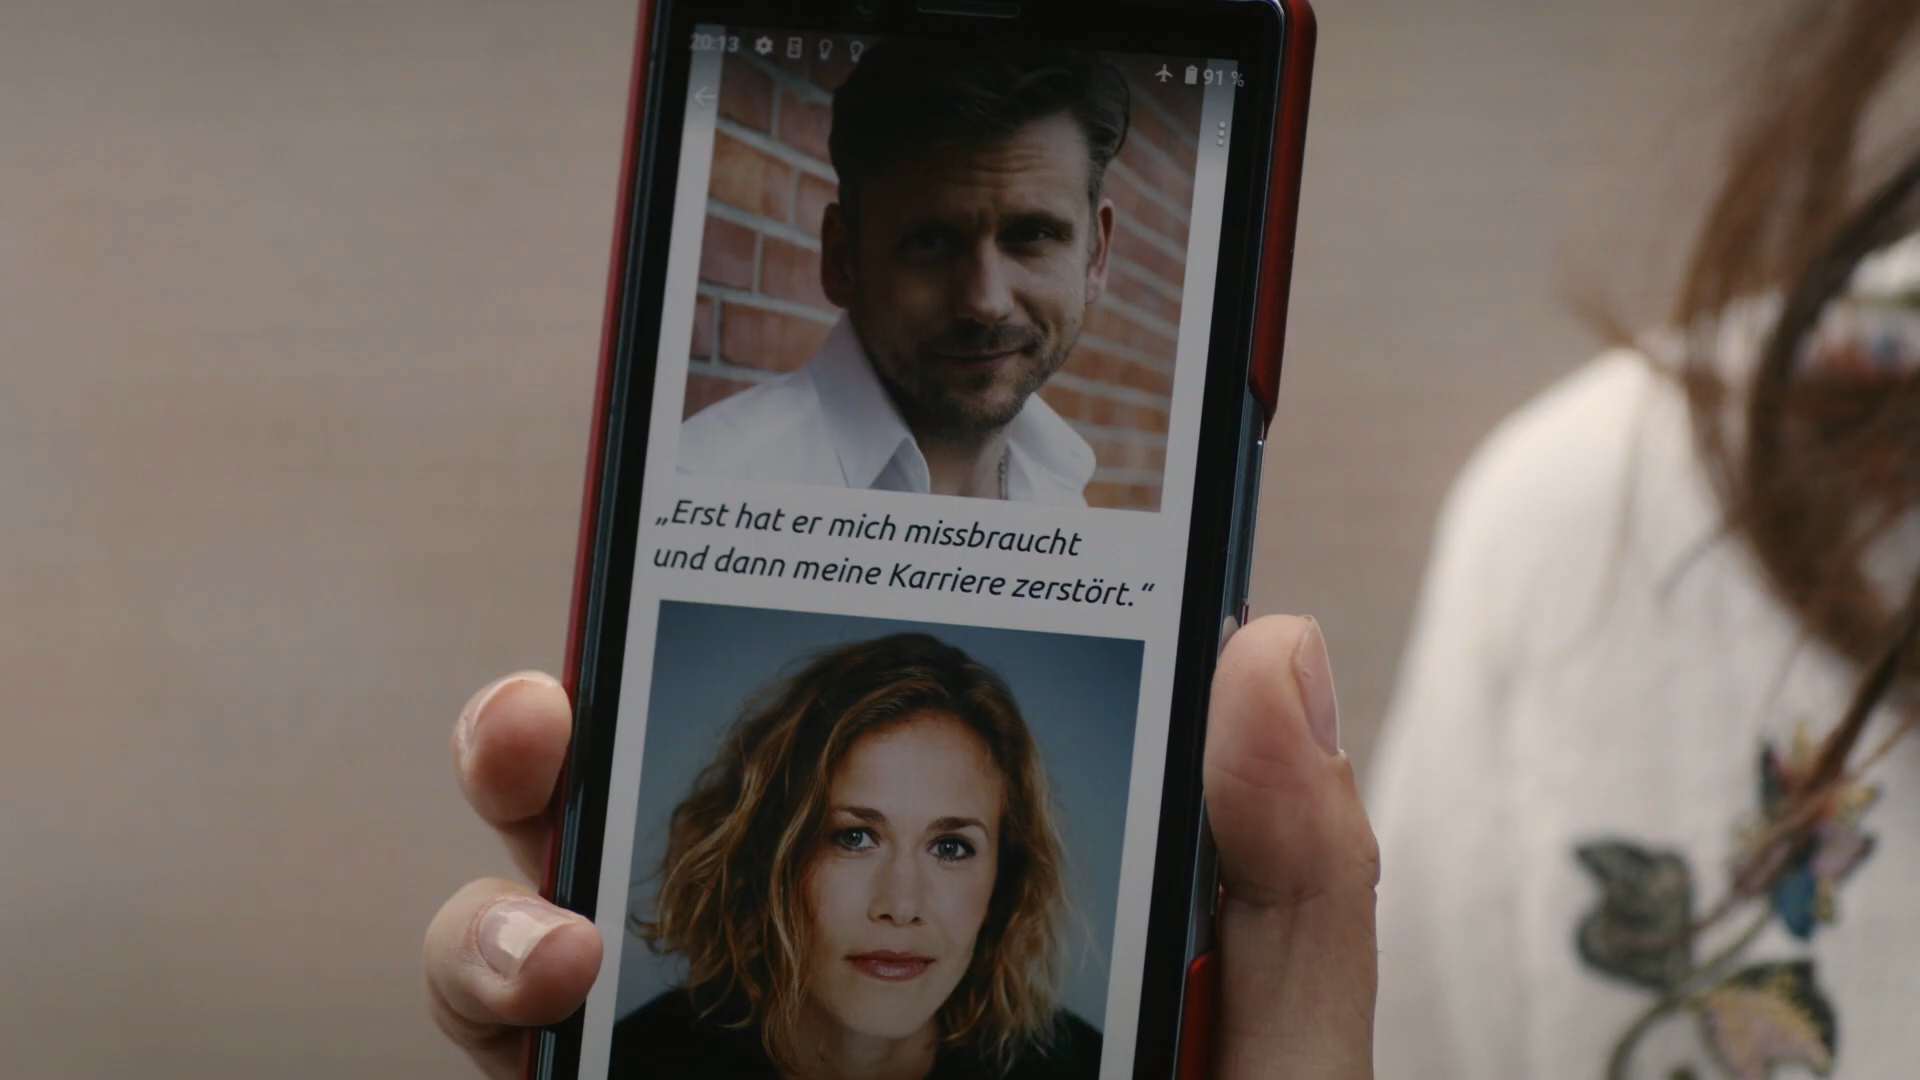 20:13
91 %
„Erst hat er mich missbraucht
und dann meine Karriere zerstört.“